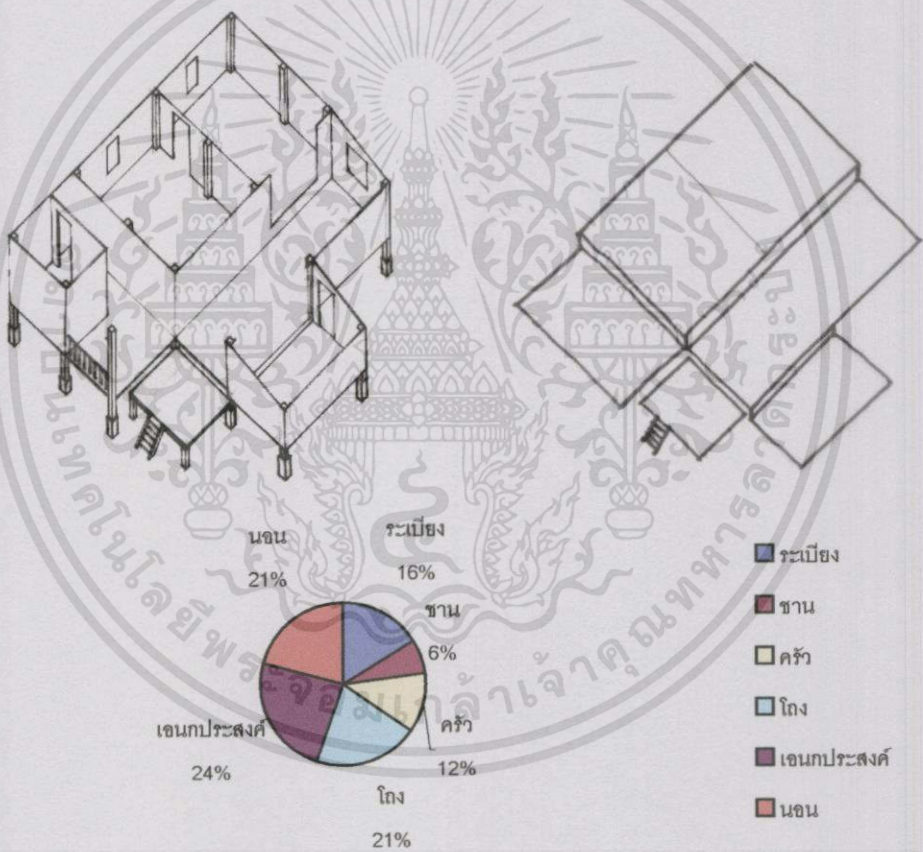 นอน
21%
ระเบียง
16%
ชาน
6%
ครัว
12%
โถง
21%
เอนกประสงค์
24%
ระเบียง
ชาน
ครัว
โถง
เอนกประสงค์
นอน